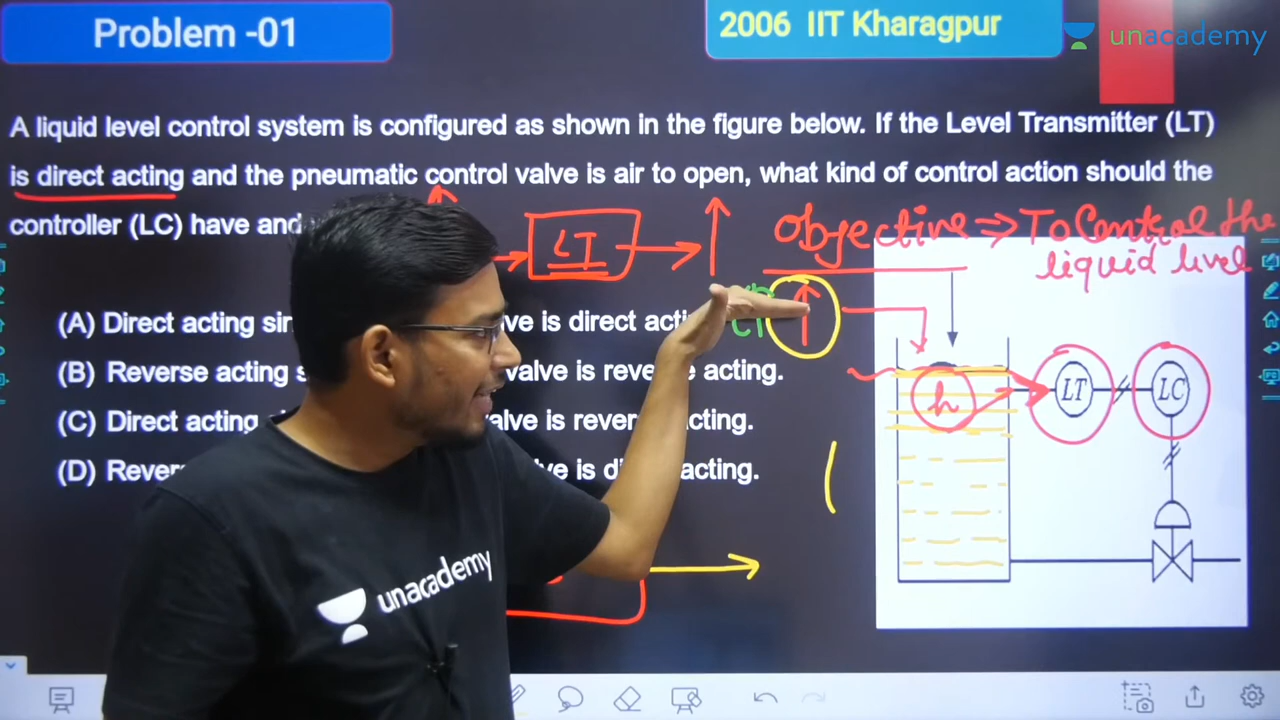 Problem -01
2006 IIT Kharagpur
unacademy
A liquid level control system is configured as shown in the figure below. If the Level Transmitter (LT)
is direct acting and the pneumatic control valve is air to open, what kind of control action should the
controller (LC) have and
LT
objective ⇒ To Control the
liquid level
(A) Direct acting
ve is direct
(B) Reverse acting
valve is reve acting.
(C) Direct acting
valve is rever cting.
(D)
ve is acting.
h
LT
LC
unacademy